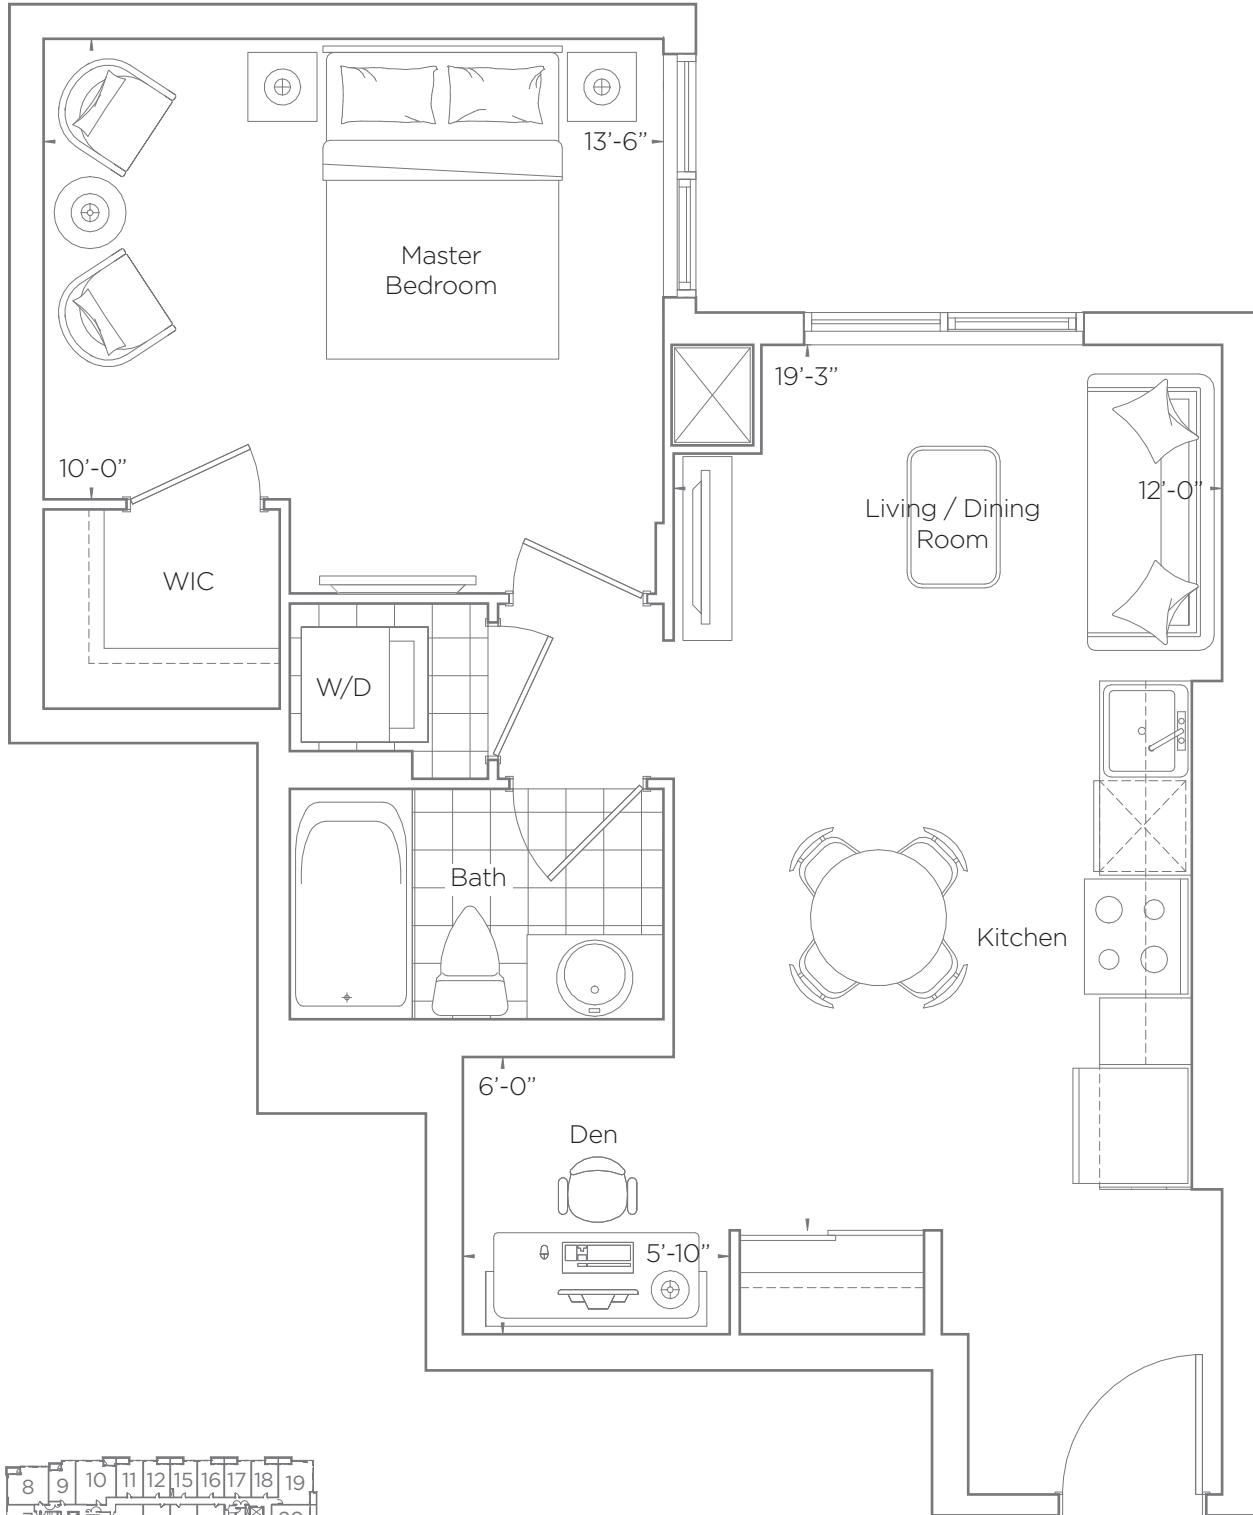 13'-6”
Master
Bedroom
19'-3”
10'-0”
12'-0”
Living / Dining
Room
WIC
W/D
Bath
Kitchen
6'-0”
Den
5'-10”
8 9 10 11 12 15 16 17 18 19